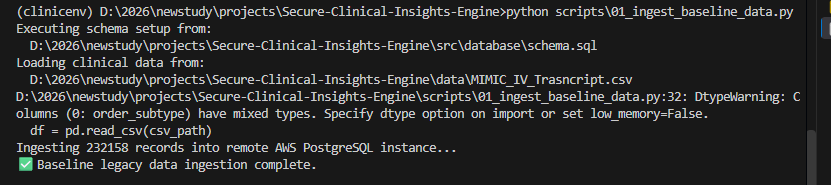 (clinicenv) D:\2026\newstudy\projects\Secure-Clinical-Insights-Engine>python scripts\01_ingest_baseline_data.py
Executing schema setup from:
  D:\2026\newstudy\projects\Secure-Clinical-Insights-Engine\src\database\schema.sql
Loading clinical data from:
  D:\2026\newstudy\projects\Secure-Clinical-Insights-Engine\data\MIMIC_IV_Trasncript.csv
D:\2026\newstudy\projects\Secure-Clinical-Insights-Engine\scripts\01_ingest_baseline_data.py:32: DtypeWarning: C
olumns (0: order_subtype) have mixed types. Specify dtype option on import or set low_memory=False.
  df = pd.read_csv(csv_path)
Ingesting 232158 records into remote AWS PostgreSQL instance...
✅ Baseline legacy data ingestion complete.